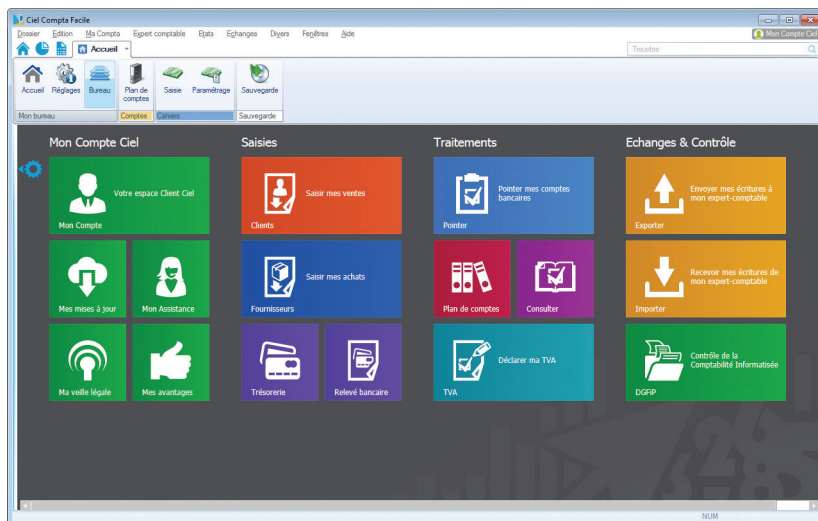 Ciel Compta Facile
Dossier Edition Ma Compta Expert comptable Etats Echanges Divers Fenêtres Aide
Mon Compte Ciel
Accueil
Trouvtoo
Accueil Réglages Bureau Plan de comptes Saisie Paramétrage Sauvegarde
Mon bureau Comptes Cahiers Sauvegarde
Mon Compte Ciel
Votre espace Client Ciel
Mon Compte
Mes mises à jour
Mon Assistance
Ma veille légale
Mes avantages
Saisies
Saisir mes ventes
Clients
Saisir mes achats
Fournisseurs
Trésorerie
Relevé bancaire
Traitements
Pointer mes comptes
bancaires
Pointer
Plan de comptes
Consulter
Déclarer ma TVA
TVA
Echanges & Contrôle
Envoyer mes écritures à
mon expert-comptable
Exporter
Recevoir mes écritures de
mon expert-comptable
Importer
Contrôle de la
Comptabilité Informatisée
DGFiP
NUM